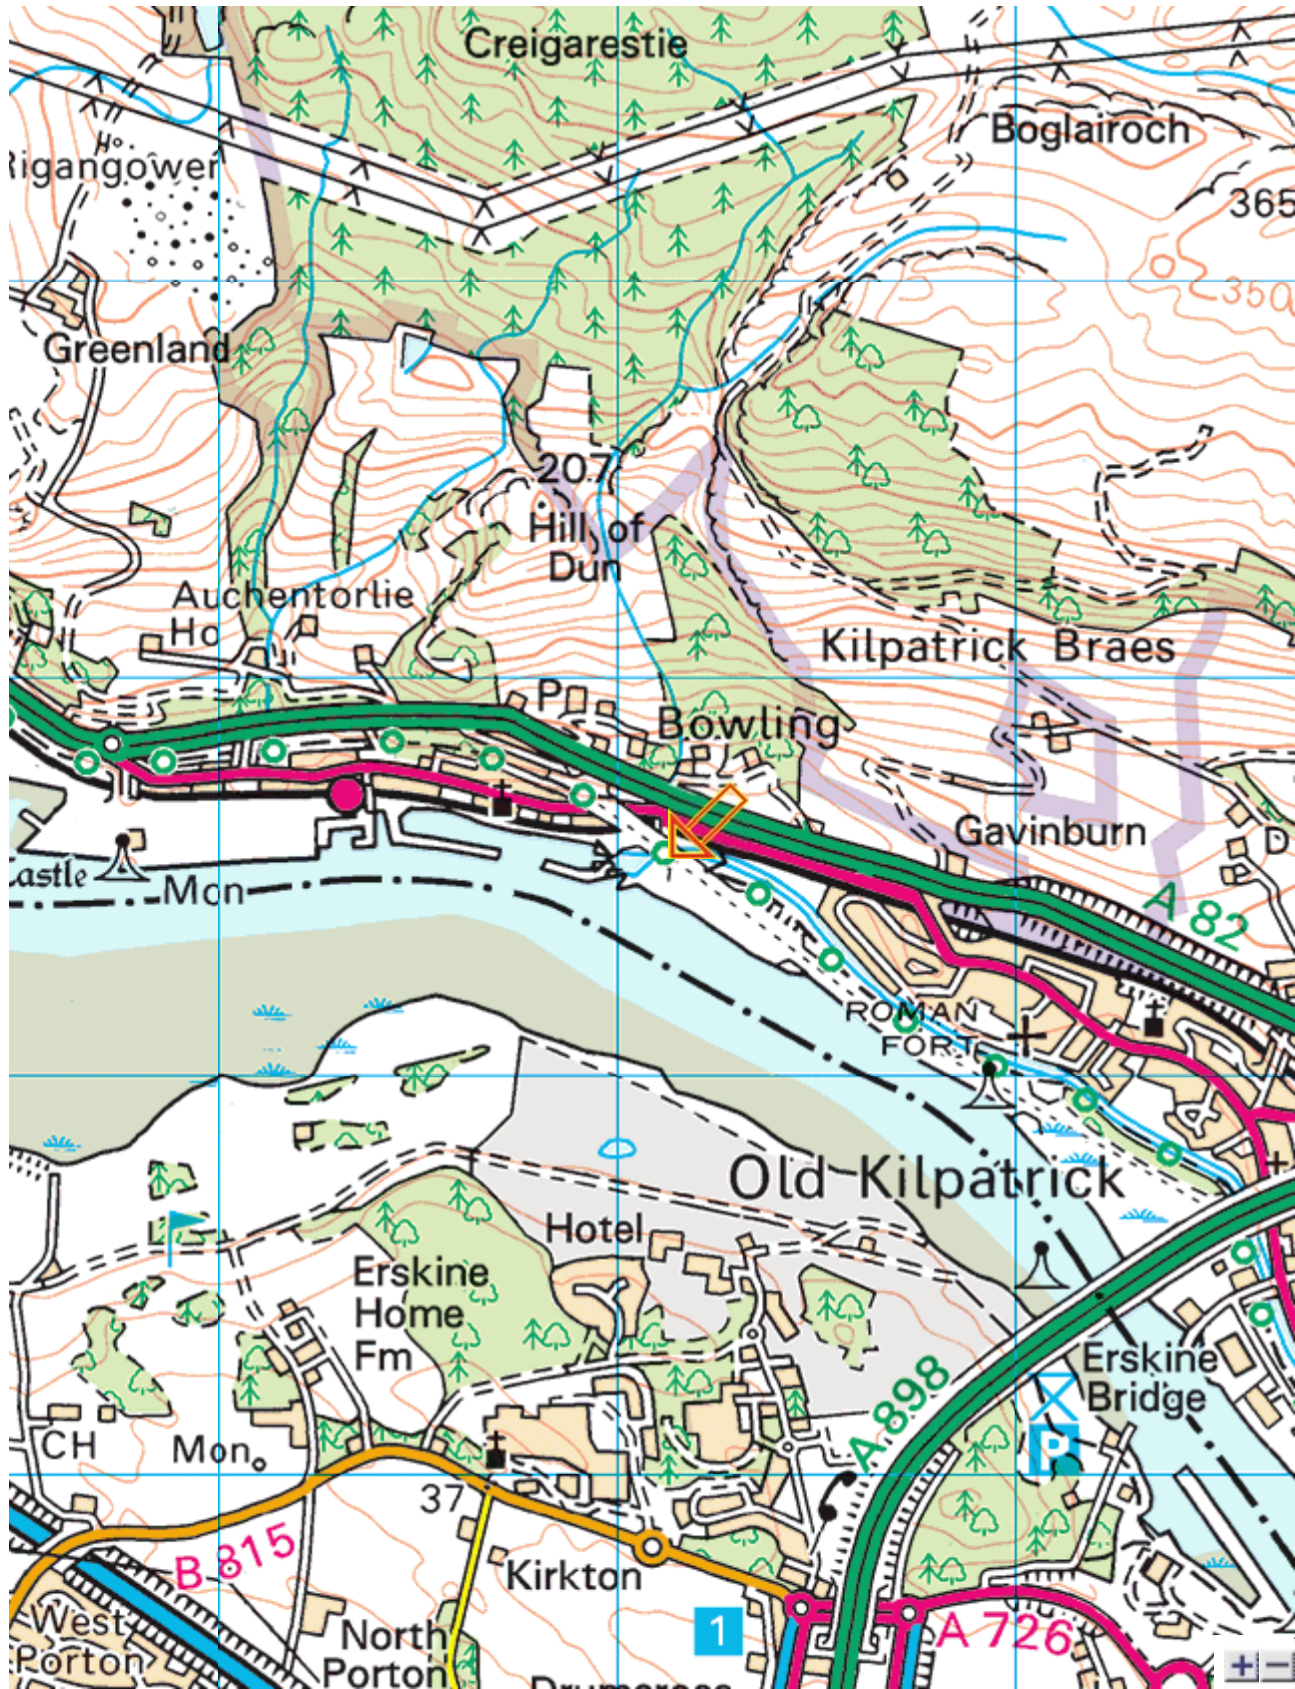 Creigarestie
Boglairoch
Rigangower
365
350
Greenland
207
Hill of
Dun
Auchentorlie
Ho
Kilpatrick Braes
P
Bowling
Gavinburn
D
Castle
Mon
A 82
ROMAN
FORT
Old Kilpatrick
Hotel
Erskine
Home
Fm
Erskine
Bridge
A 898
P
CH
Mon
37
B 815
Kirkton
West
Porton
North
Porton
1
A 726
+ −